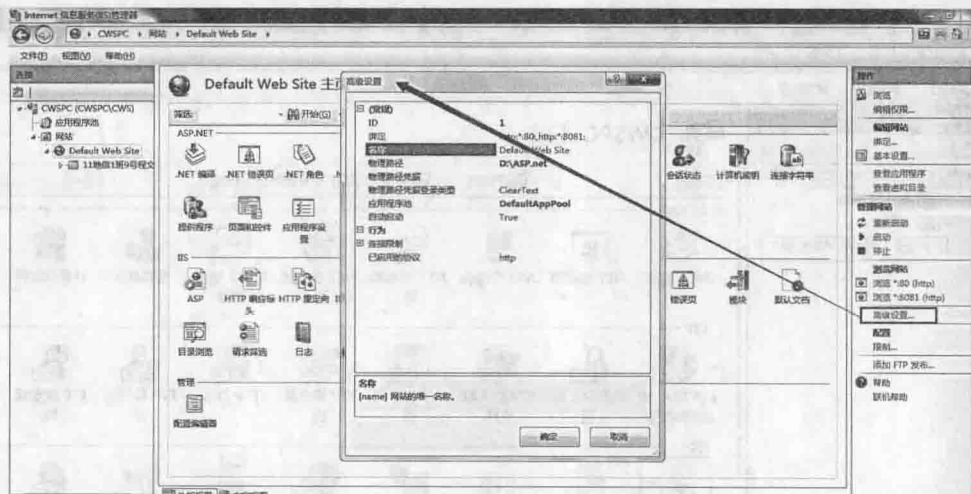 Internet 信息服务(IIS)管理器
CWSPC ▸ 网站 ▸ Default Web Site ▸
文件(F) 视图(V) 帮助(H)
连接
CWSPC (CWSPC\CWS)
应用程序池
网站
Default Web Site
11地信1班9号程文
Default Web Site 主页
筛选:
开始(G)
ASP.NET
.NET 编译
.NET 错误页
.NET 角色
会话状态
计算机密钥
连接字符串
提供程序
页面和控件
应用程序设置
IIS
ASP
HTTP 响应标头
HTTP 重定向
错误页
模块
默认文档
目录浏览
请求筛选
日志
管理
配置编辑器
高级设置
(常规)
ID 1
绑定 http:*:80:,http:*:8081:
名称 Default Web Site
物理路径 D:\ASP.net
物理路径凭据
物理路径凭据登录类型 ClearText
应用程序池 DefaultAppPool
自动启动 True
行为
连接限制
已启用的协议 http
名称
[name] 网站的唯一名称。
确定
取消
操作
浏览
编辑权限...
编辑网站
绑定...
基本设置...
查看应用程序
查看虚拟目录
管理网站
重新启动
启动
停止
浏览网站
浏览 *:80 (http)
浏览 *:8081 (http)
高级设置...
配置
限制...
添加 FTP 发布...
帮助
联机帮助